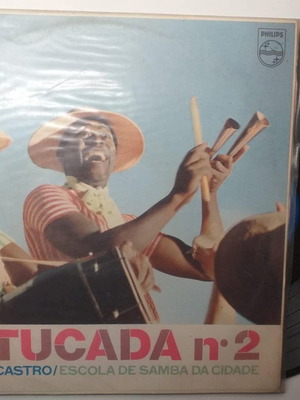 PHILIPS
TUCADA nº 2
CASTRO/ESCOLA DE SAMBA DA CIDADE